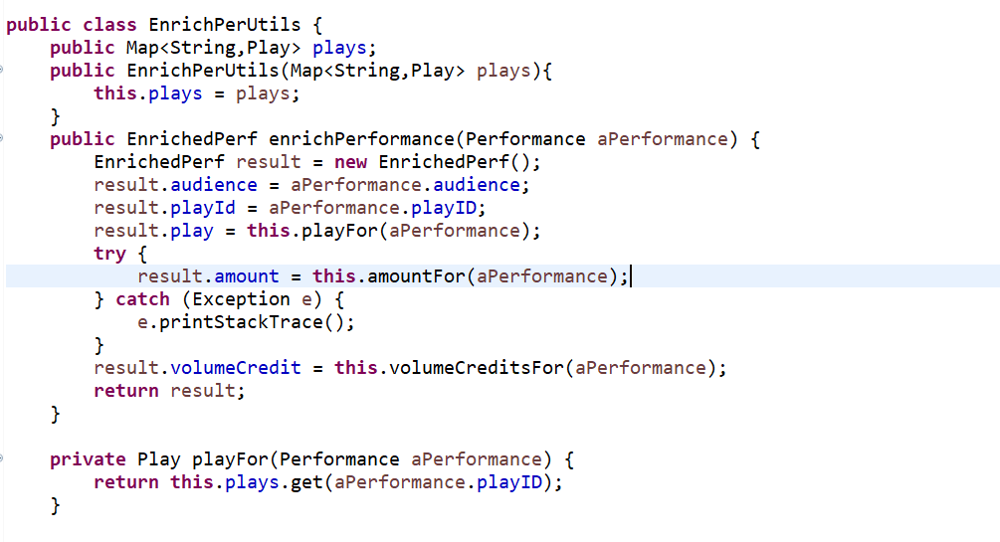 public class EnrichPerUtils {
    public Map<String,Play> plays;
    public EnrichPerUtils(Map<String,Play> plays){
        this.plays = plays;
    }
    public EnrichedPerf enrichPerformance(Performance aPerformance) {
        EnrichedPerf result = new EnrichedPerf();
        result.audience = aPerformance.audience;
        result.playId = aPerformance.playID;
        result.play = this.playFor(aPerformance);
        try {
            result.amount = this.amountFor(aPerformance);
        } catch (Exception e) {
            e.printStackTrace();
        }
        result.volumeCredit = this.volumeCreditsFor(aPerformance);
        return result;
    }

    private Play playFor(Performance aPerformance) {
        return this.plays.get(aPerformance.playID);
    }